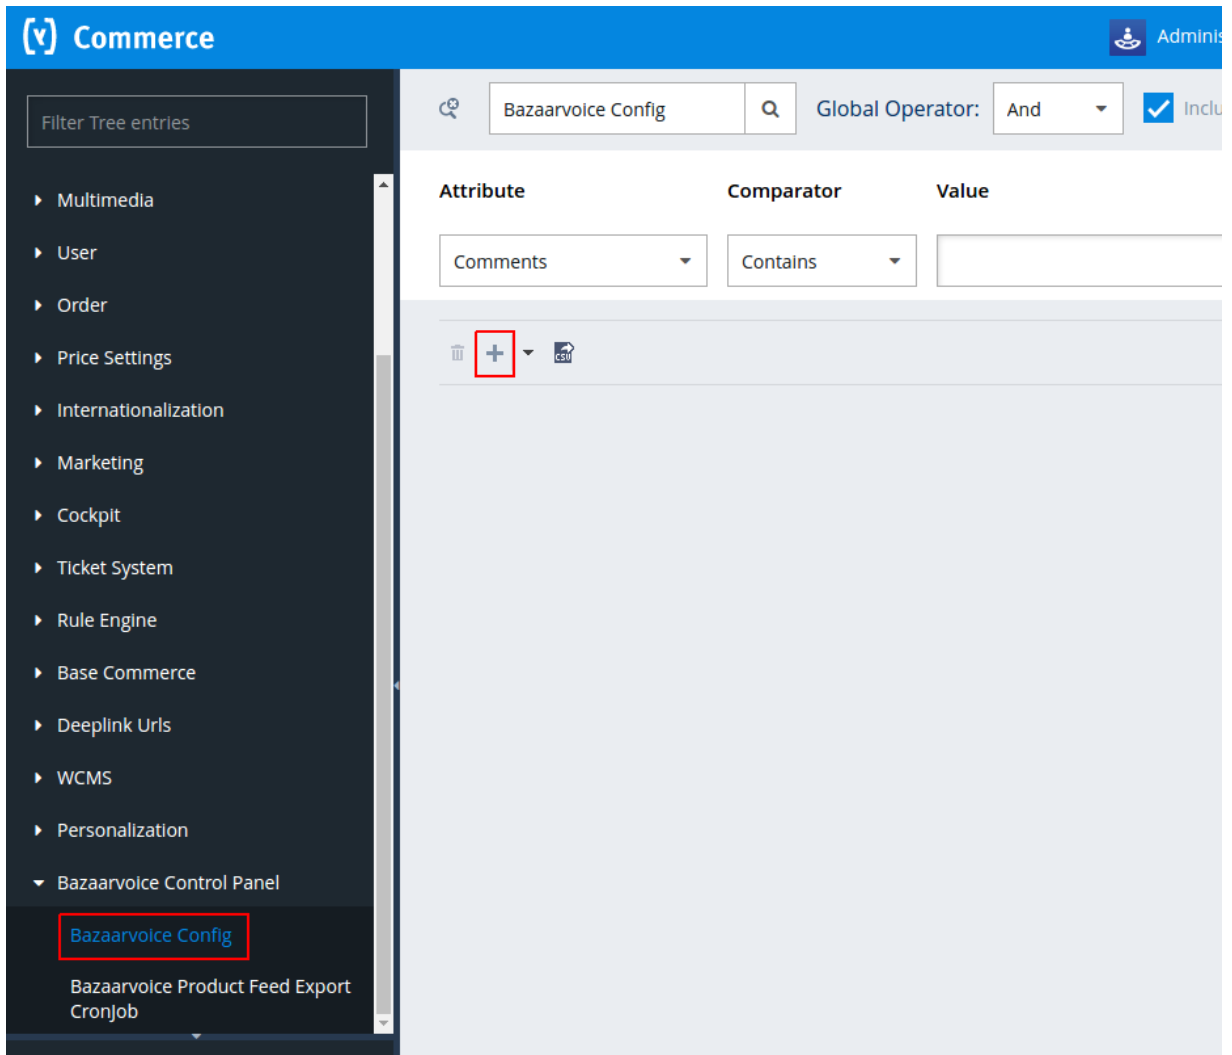 (Y) Commerce
Adminis
Filter Tree entries
Multimedia
User
Order
Price Settings
Internationalization
Marketing
Cockpit
Ticket System
Rule Engine
Base Commerce
Deeplink Urls
WCMS
Personalization
Bazaarvoice Control Panel
Bazaarvoice Config
Bazaarvoice Product Feed Export
CronJob
Bazaarvoice Config Global Operator: And Inclu
Attribute Comparator Value
Comments Contains
CSV